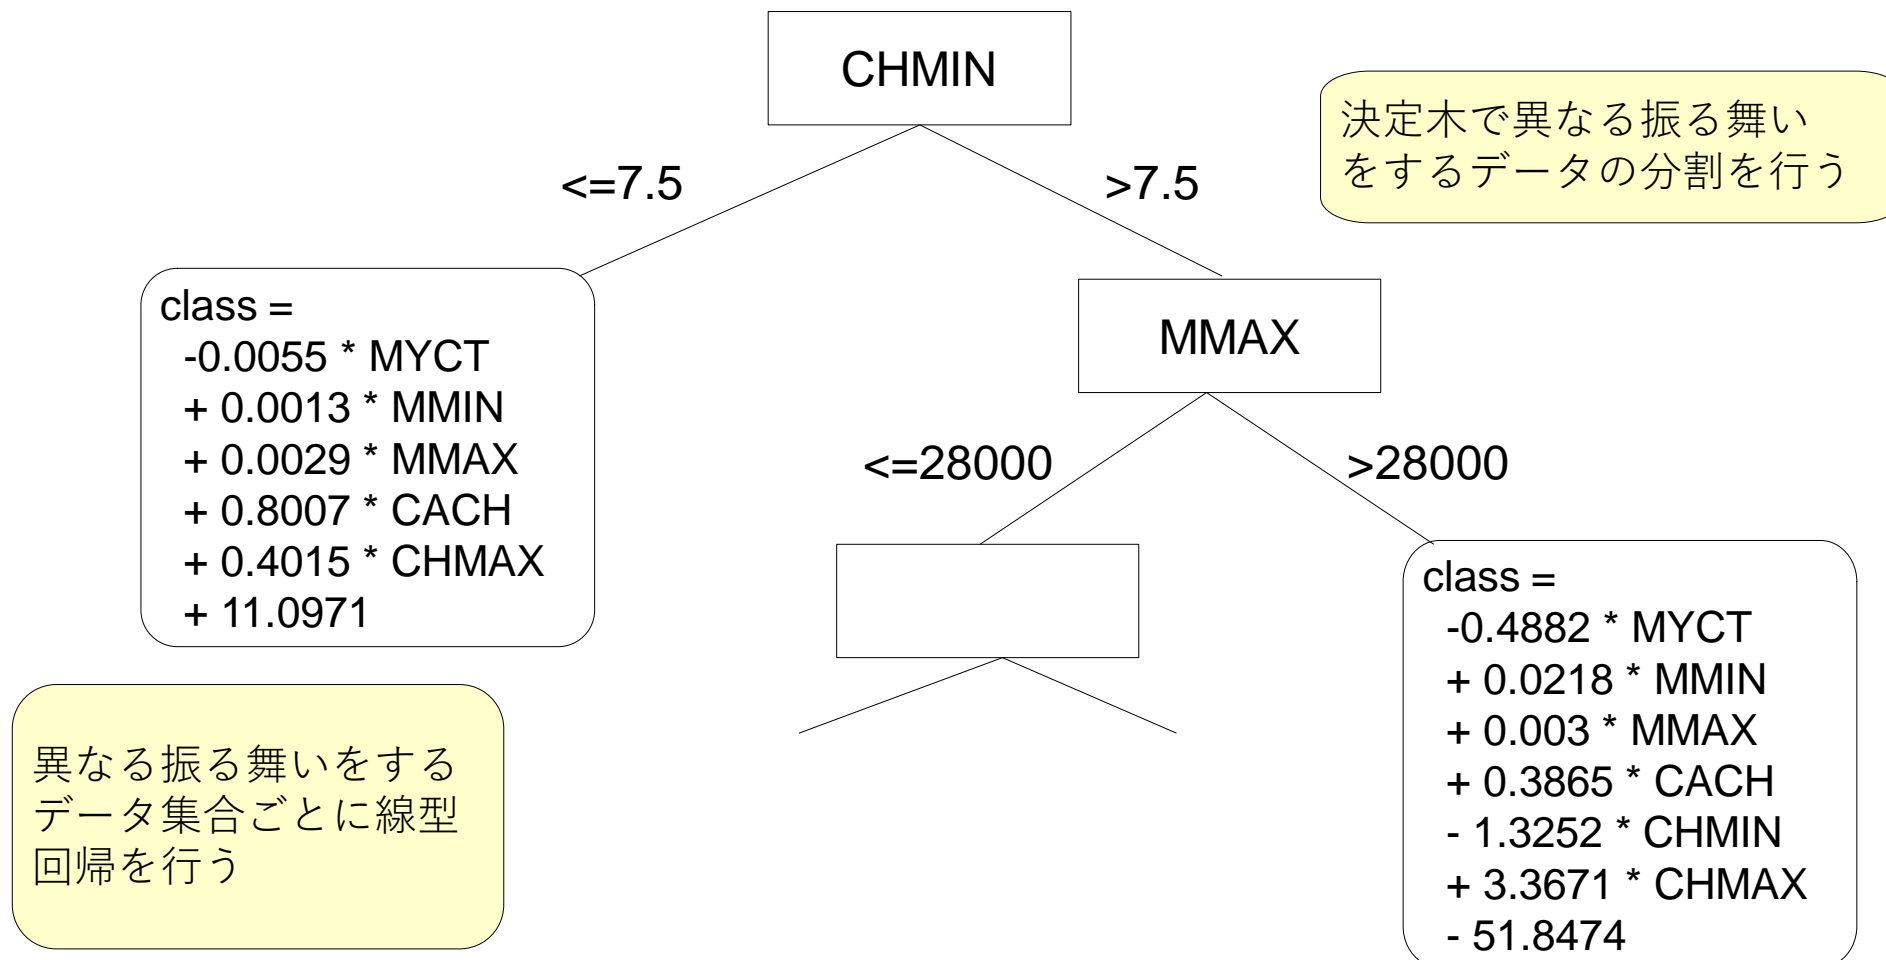 CHMIN
決定木で異なる振る舞い
をするデータの分割を行う
<=7.5
>7.5
class =
-0.0055 * MYCT
+ 0.0013 * MMIN
+ 0.0029 * MMAX
+ 0.8007 * CACH
+ 0.4015 * CHMAX
+ 11.0971
MMAX
<=28000
>28000
class =
-0.4882 * MYCT
+ 0.0218 * MMIN
+ 0.003 * MMAX
+ 0.3865 * CACH
- 1.3252 * CHMIN
+ 3.3671 * CHMAX
- 51.8474
異なる振る舞いをする
データ集合ごとに線型
回帰を行う